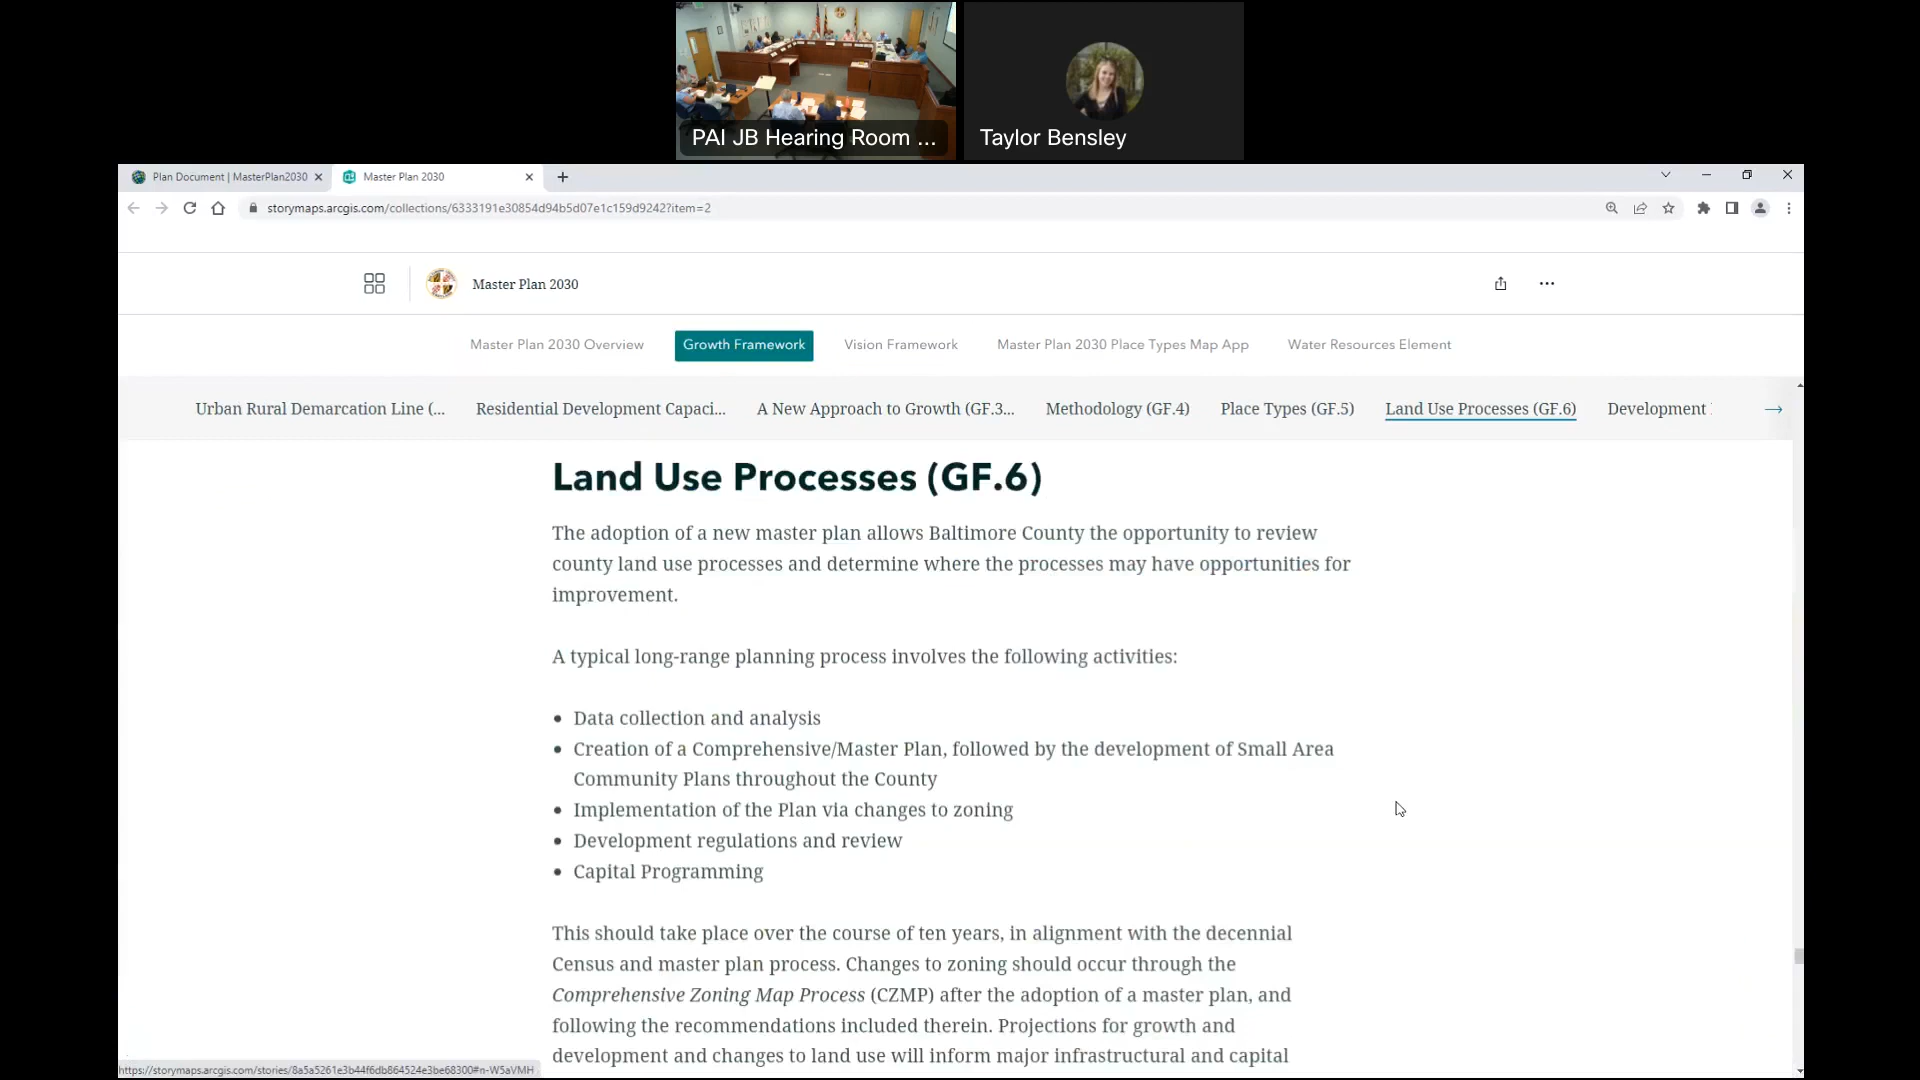 PAI JB Hearing Room ...
Taylor Bensley
Plan Document | MasterPlan2030
Master Plan 2030
storymaps.arcgis.com/collections/6333191e30854d94b5d07e1c159d9242?item=2
Master Plan 2030
Master Plan 2030 Overview Growth Framework Vision Framework Master Plan 2030 Place Types Map App Water Resources Element
Urban Rural Demarcation Line (... Residential Development Capaci... A New Approach to Growth (GF.3... Methodology (GF.4) Place Types (GF.5) Land Use Processes (GF.6) Development
Land Use Processes (GF.6)
The adoption of a new master plan allows Baltimore County the opportunity to review
county land use processes and determine where the processes may have opportunities for
improvement.
A typical long-range planning process involves the following activities:
• Data collection and analysis
• Creation of a Comprehensive/Master Plan, followed by the development of Small Area
Community Plans throughout the County
• Implementation of the Plan via changes to zoning
• Development regulations and review
• Capital Programming
This should take place over the course of ten years, in alignment with the decennial
Census and master plan process. Changes to zoning should occur through the
Comprehensive Zoning Map Process (CZMP) after the adoption of a master plan, and
following the recommendations included therein. Projections for growth and
development and changes to land use will inform major infrastructural and capital
https://storymaps.arcgis.com/stories/8a5a5261e3b44f6db864524e3be68300#n-W5aVMH